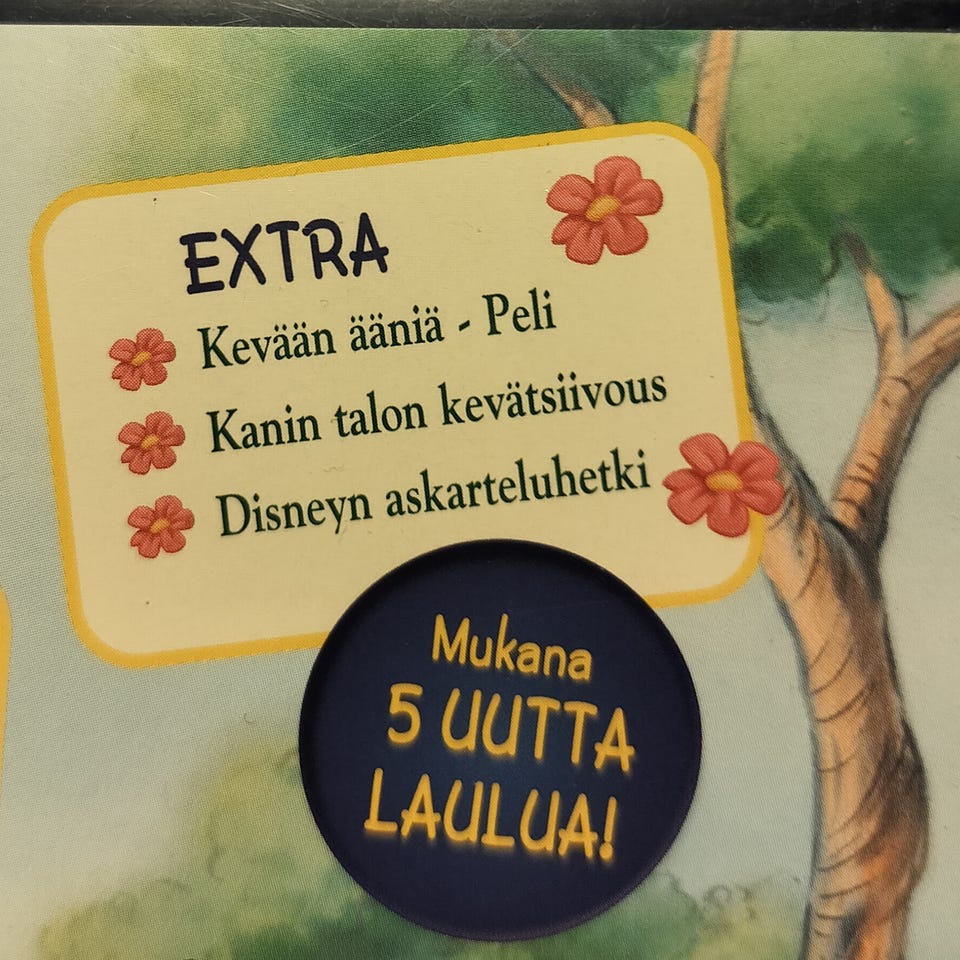 EXTRA
Kevään ääniä - Peli
Kanin talon kevätsiivous
Disneyn askarteluhetki
Mukana
5 UUTTA
LAULUA!